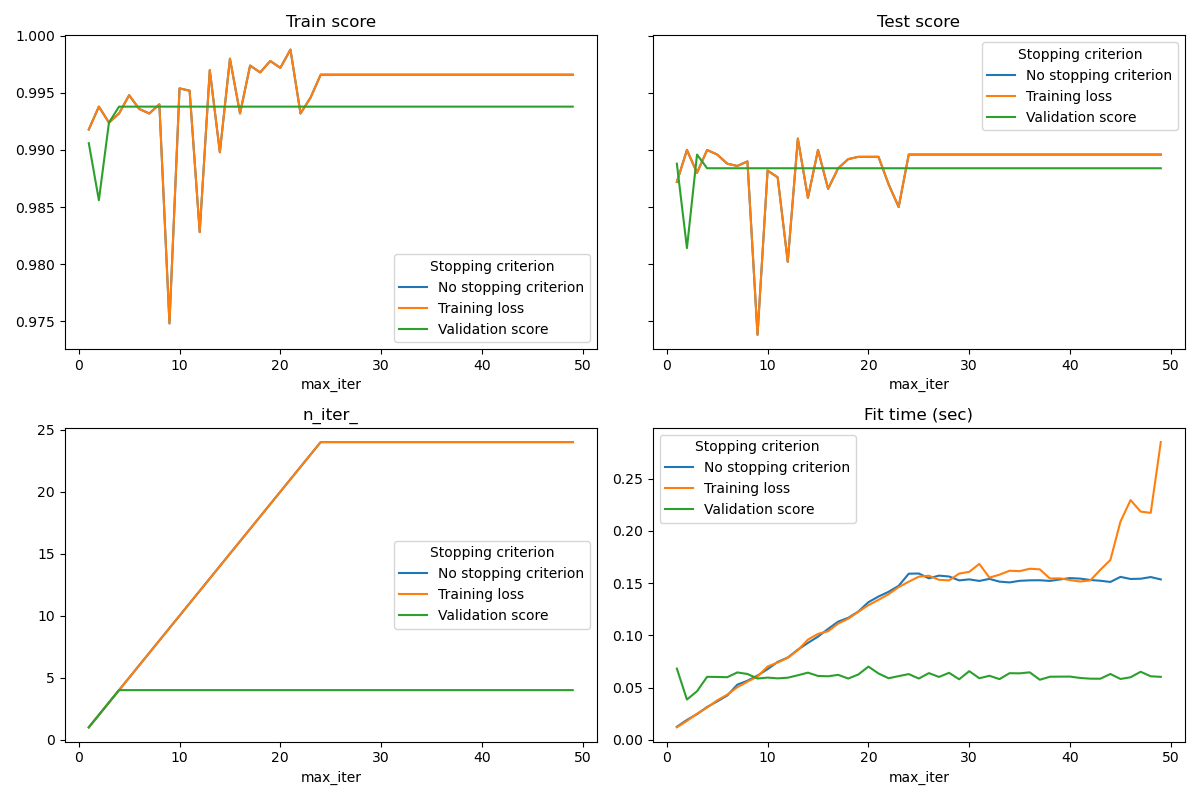 Train score
1.000
0.995
0.990
0.985
0.980
0.975
Stopping criterion
No stopping criterion
Training loss
Validation score
0 10 20 30 40 50
max_iter
Test score
Stopping criterion
No stopping criterion
Training loss
Validation score
0 10 20 30 40 50
max_iter
n_iter_
25
20
15
10
5
0
Stopping criterion
No stopping criterion
Training loss
Validation score
0 10 20 30 40 50
max_iter
Fit time (sec)
Stopping criterion
No stopping criterion
Training loss
Validation score
0.25
0.20
0.15
0.10
0.05
0.00
0 10 20 30 40 50
max_iter